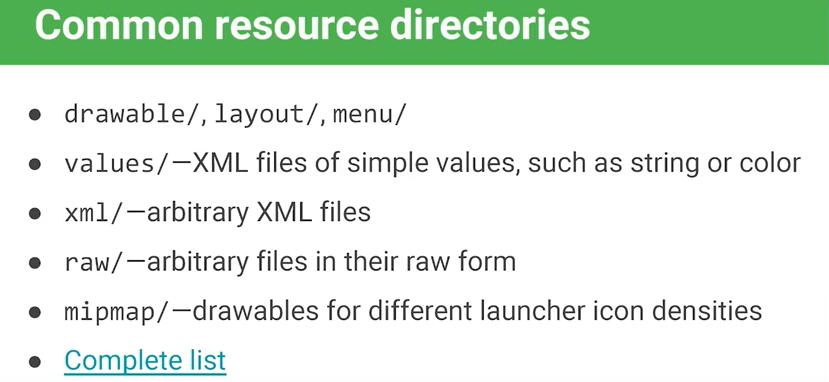 Common resource directories
● drawable/, layout/, menu/
● values/—XML files of simple values, such as string or color
● xml/—arbitrary XML files
● raw/—arbitrary files in their raw form
● mipmap/—drawables for different launcher icon densities
● Complete list